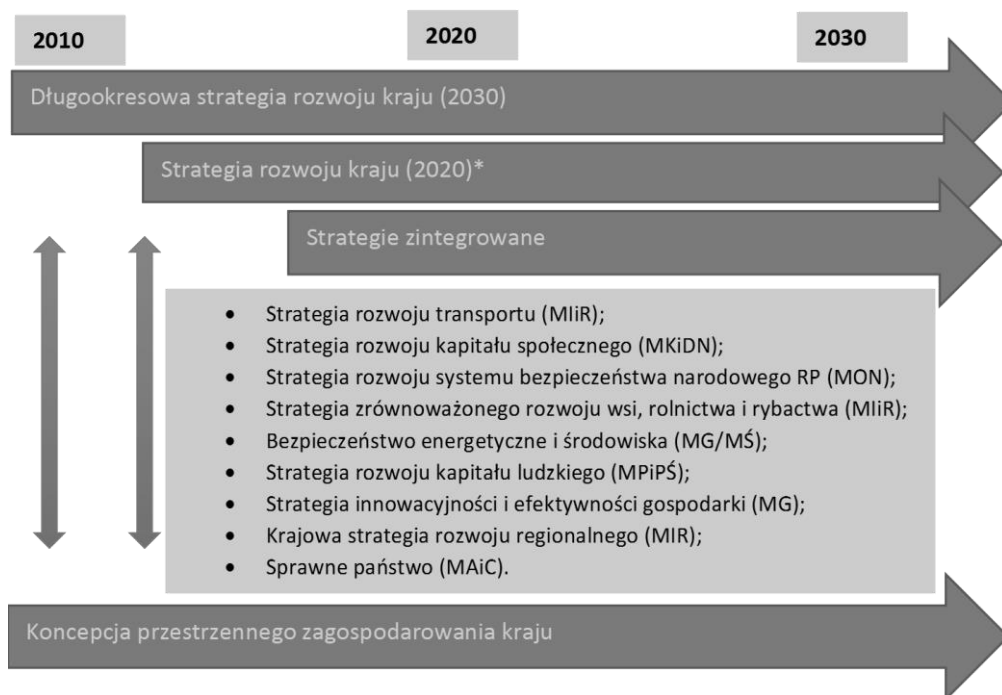 2010
2020
2030
Długookresowa strategia rozwoju kraju (2030)
Strategia rozwoju kraju (2020)*
Strategie zintegrowane
• Strategia rozwoju transportu (MIiR);
• Strategia rozwoju kapitału społecznego (MKiDN);
• Strategia rozwoju systemu bezpieczeństwa narodowego RP (MON);
• Strategia zrównoważonego rozwoju wsi, rolnictwa i rybactwa (MIiR);
• Bezpieczeństwo energetyczne i środowiska (MG/MŚ);
• Strategia rozwoju kapitału ludzkiego (MPiPŚ);
• Strategia innowacyjności i efektywności gospodarki (MG);
• Krajowa strategia rozwoju regionalnego (MIR);
• Sprawne państwo (MAiC).
Koncepcja przestrzennego zagospodarowania kraju